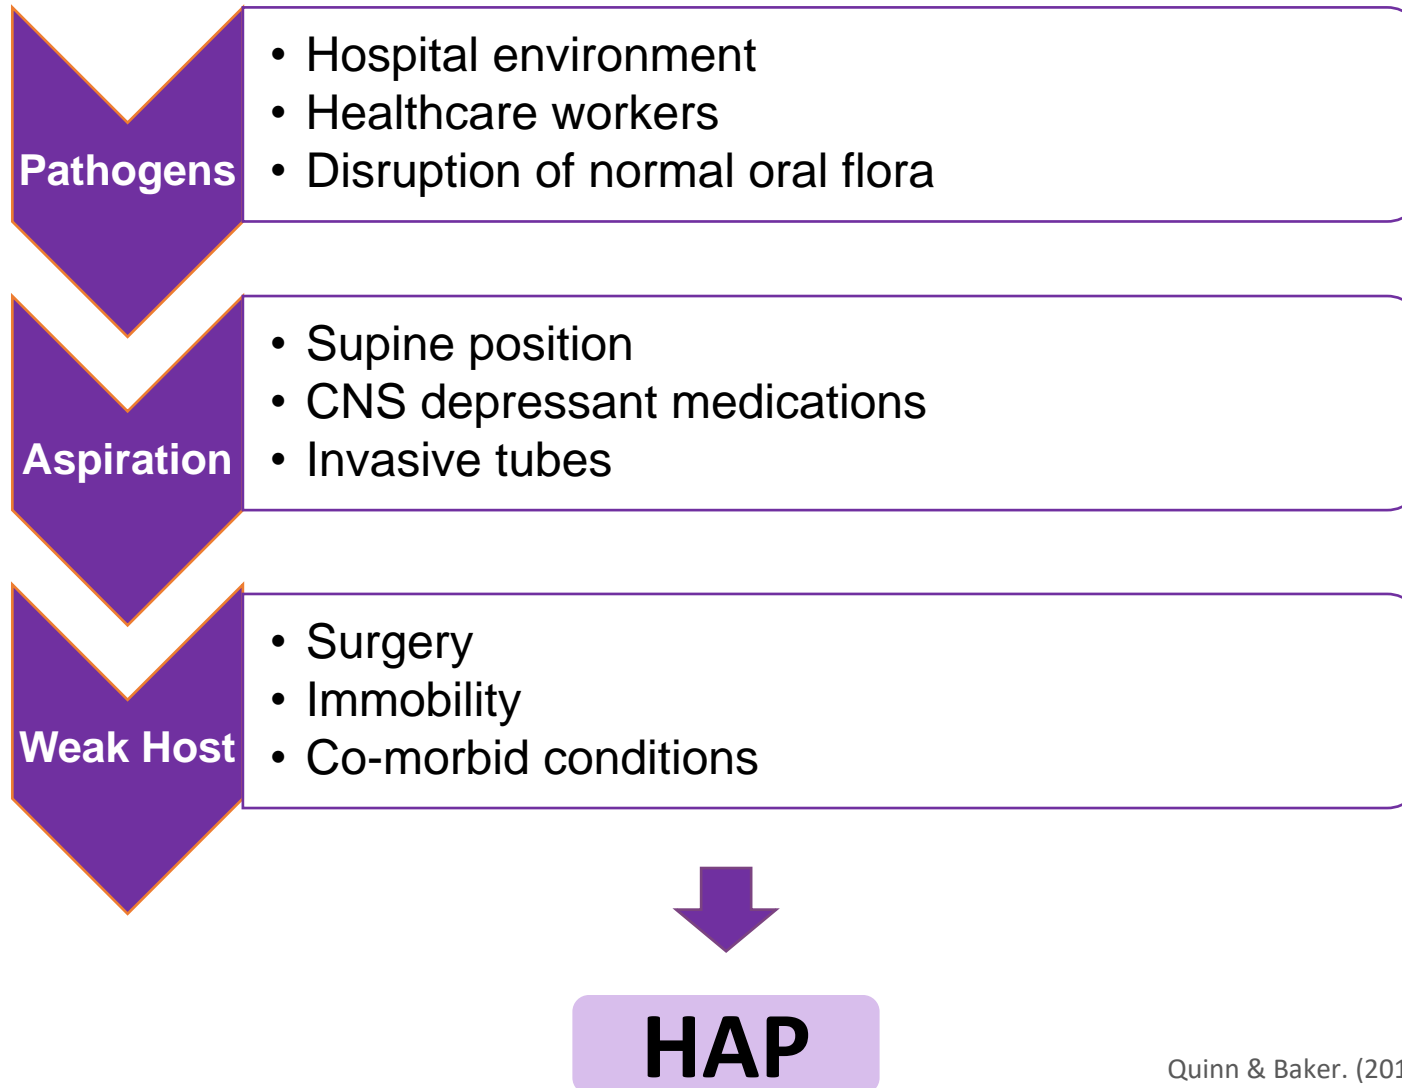 Pathogens
• Hospital environment
• Healthcare workers
• Disruption of normal oral flora
Aspiration
• Supine position
• CNS depressant medications
• Invasive tubes
Weak Host
• Surgery
• Immobility
• Co-morbid conditions
HAP
Quinn & Baker. (201